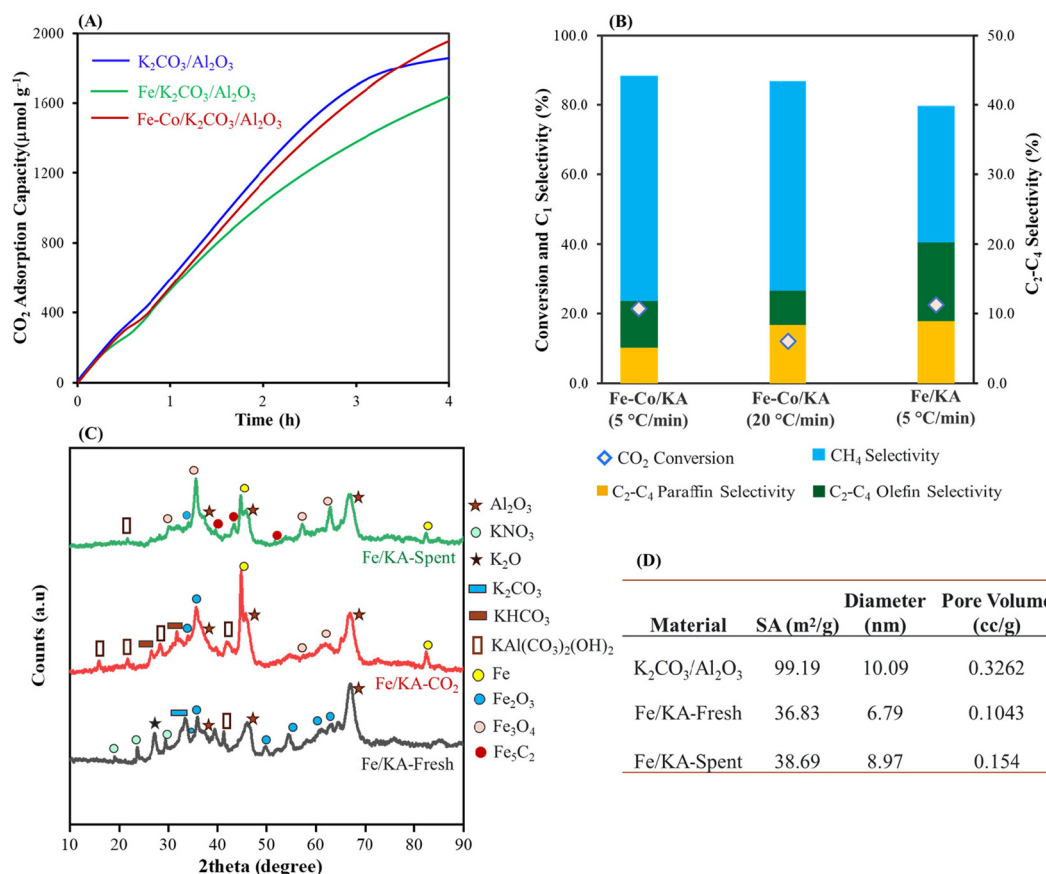 (A)
2000
1600
1200
800
400
0
CO₂ Adsorption Capacity(µmol g⁻¹)
K₂CO₃/Al₂O₃
Fe/K₂CO₃/Al₂O₃
Fe-Co/K₂CO₃/Al₂O₃
0 1 2 3 4
Time (h)
(B)
100.0
80.0
60.0
40.0
20.0
0.0
Conversion and C₁ Selectivity (%)
50.0
40.0
30.0
20.0
10.0
0.0
C₂-C₄ Selectivity (%)
Fe-Co/KA Fe-Co/KA Fe/KA
(5 °C/min) (20 °C/min) (5 °C/min)
CO₂ Conversion CH₄ Selectivity
C₂-C₄ Paraffin Selectivity C₂-C₄ Olefin Selectivity
(C)
Counts (a.u)
Fe/KA-Spent
Fe/KA-CO₂
Fe/KA-Fresh
10 20 30 40 50 60 70 80 90
2theta (degree)
Al₂O₃
KNO₃
K₂O
K₂CO₃
KHCO₃
KAl(CO₃)₂(OH)₂
Fe
Fe₂O₃
Fe₃O₄
Fe₅C₂
(D)
Diameter Pore Volume
Material SA (m²/g) (nm) (cc/g)
K₂CO₃/Al₂O₃ 99.19 10.09 0.3262
Fe/KA-Fresh 36.83 6.79 0.1043
Fe/KA-Spent 38.69 8.97 0.154